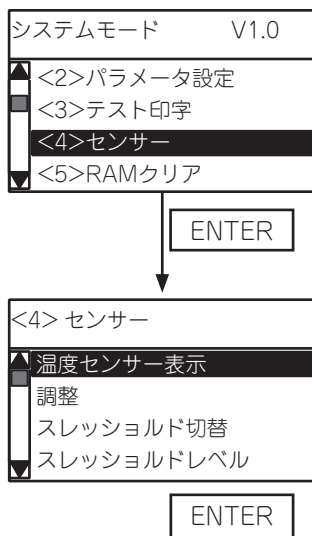 システムモード V1.0
<2>パラメータ設定
<3>テスト印字
<4>センサー
<5>RAMクリア
ENTER
<4> センサー
温度センサー表示
調整
スレッショルド切替
スレッショルドレベル
ENTER